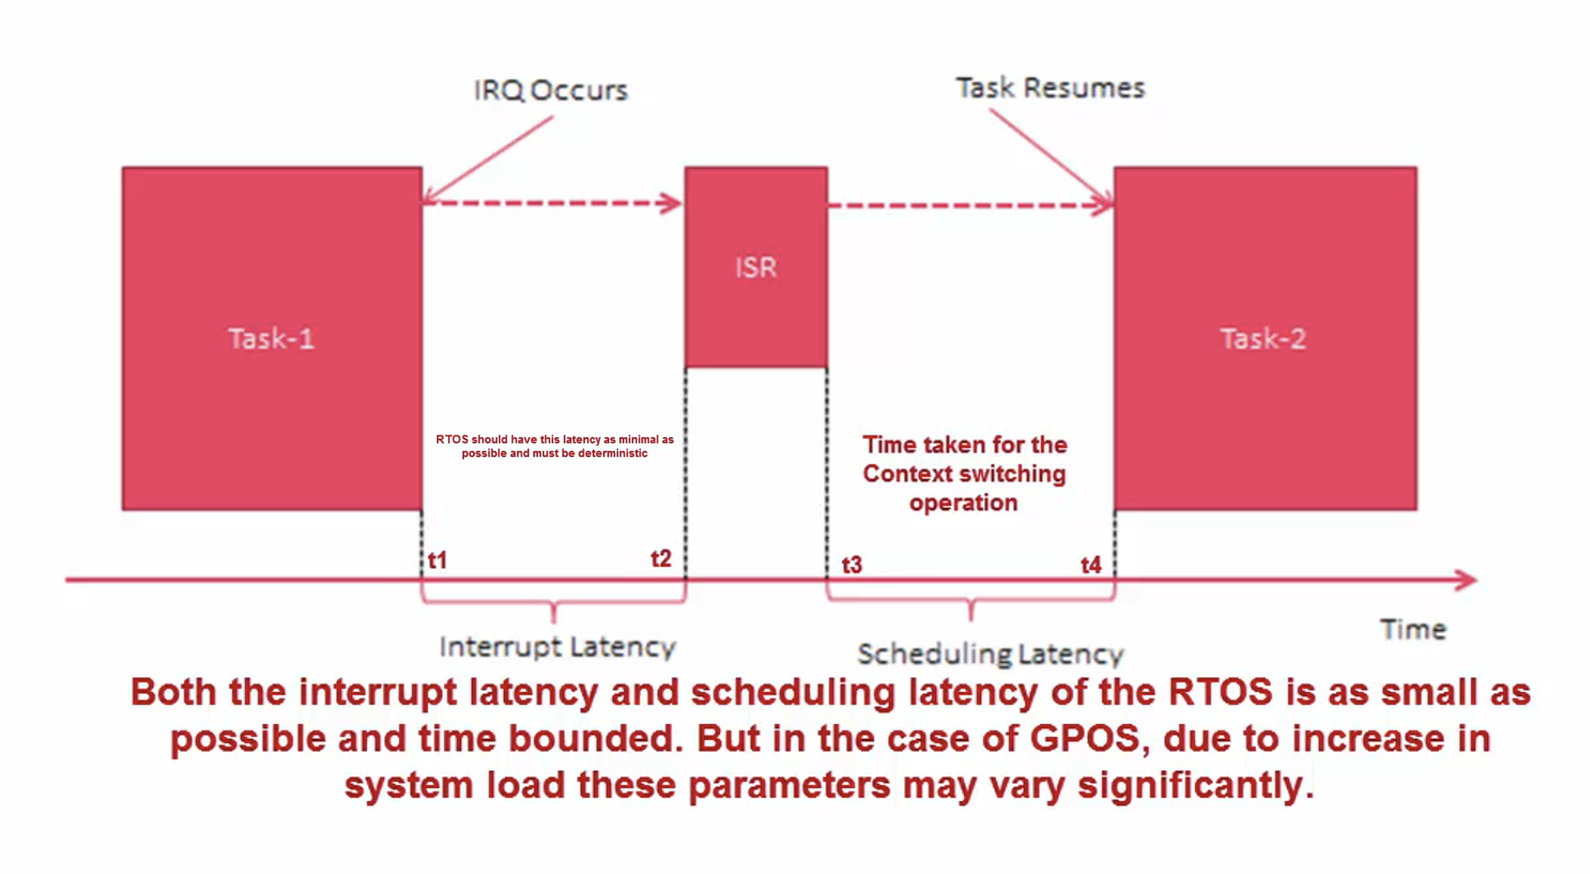 IRQ Occurs
Task Resumes
ISR
Task-1
Task-2
RTOS should have this latency as minimal as
possible and must be deterministic
Time taken for the
Context switching
operation
t1
t2
t3
t4
Time
Interrupt Latency
Scheduling Latency
Both the interrupt latency and scheduling latency of the RTOS is as small as
possible and time bounded. But in the case of GPOS, due to increase in
system load these parameters may vary significantly.